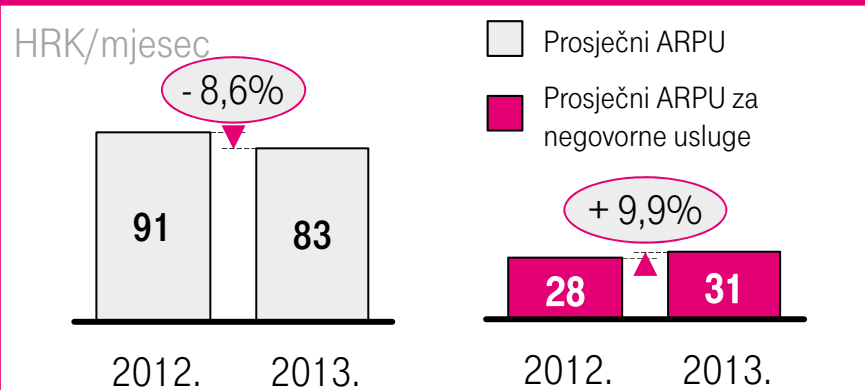 HRK/mjesec
- 8,6%
91
83
2012.
2013.
Prosječni ARPU
Prosječni ARPU za
negovorne usluge
+ 9,9%
28
31
2012.
2013.